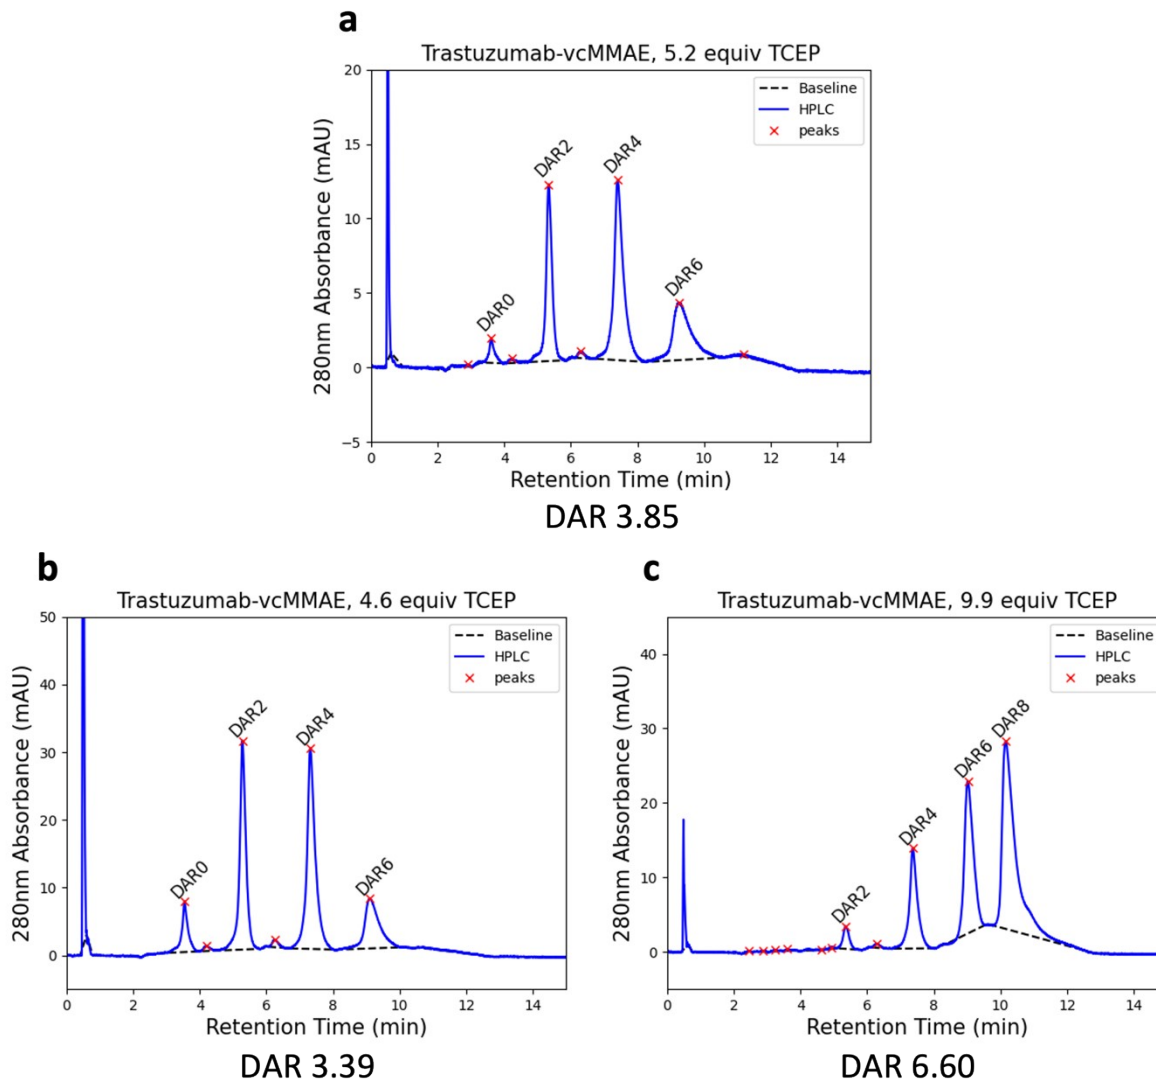 a
Trastuzumab-vcMMAE, 5.2 equiv TCEP
280nm Absorbance (mAU)
20
15
10
5
0
−5
Baseline
HPLC
peaks
DAR0
DAR2
DAR4
DAR6
0 2 4 6 8 10 12 14
Retention Time (min)
DAR 3.85
b
Trastuzumab-vcMMAE, 4.6 equiv TCEP
280nm Absorbance (mAU)
50
40
30
20
10
0
Baseline
HPLC
peaks
DAR0
DAR2
DAR4
DAR6
0 2 4 6 8 10 12 14
Retention Time (min)
DAR 3.39
c
Trastuzumab-vcMMAE, 9.9 equiv TCEP
280nm Absorbance (mAU)
40
30
20
10
0
Baseline
HPLC
peaks
DAR2
DAR4
DAR6
DAR8
0 2 4 6 8 10 12 14
Retention Time (min)
DAR 6.60